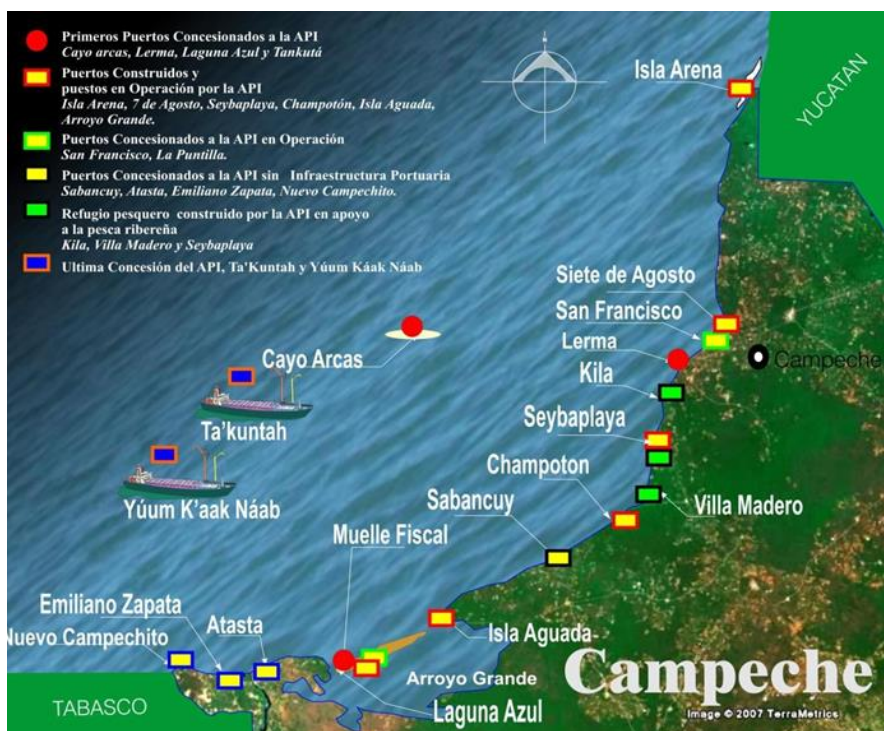 Primeros Puertos Concesionados a la API
Cayo arcas, Lerma, Laguna Azul y Tankutá
Puertos Construidos y
puestos en Operación por la API
Isla Arena, 7 de Agosto, Seybaplaya, Champotón, Isla Aguada,
Arroyo Grande.
Puertos Concesionados a la API en Operación
San Francisco, La Puntilla.
Puertos Concesionados a la API sin Infraestructura Portuaria
Sabancuy, Atasta, Emiliano Zapata, Nuevo Campechito.
Refugio pesquero construido por la API en apoyo
a la pesca ribereña
Kila, Villa Madero y Seybaplaya
Ultima Concesión del API, Ta'Kuntah y Yúum Káak Náab
Isla Arena
YUCATAN
Siete de Agosto
San Francisco
Lerma
Campeche
Cayo Arcas
Kila
Ta'kuntah
Seybaplaya
Champoton
Yúum K'aak Náab
Sabancuy
Villa Madero
Muelle Fiscal
Emiliano Zapata
Nuevo Campechito
Atasta
Isla Aguada
Arroyo Grande
Laguna Azul
TABASCO
Campeche
Image © 2007 TerraMetrics